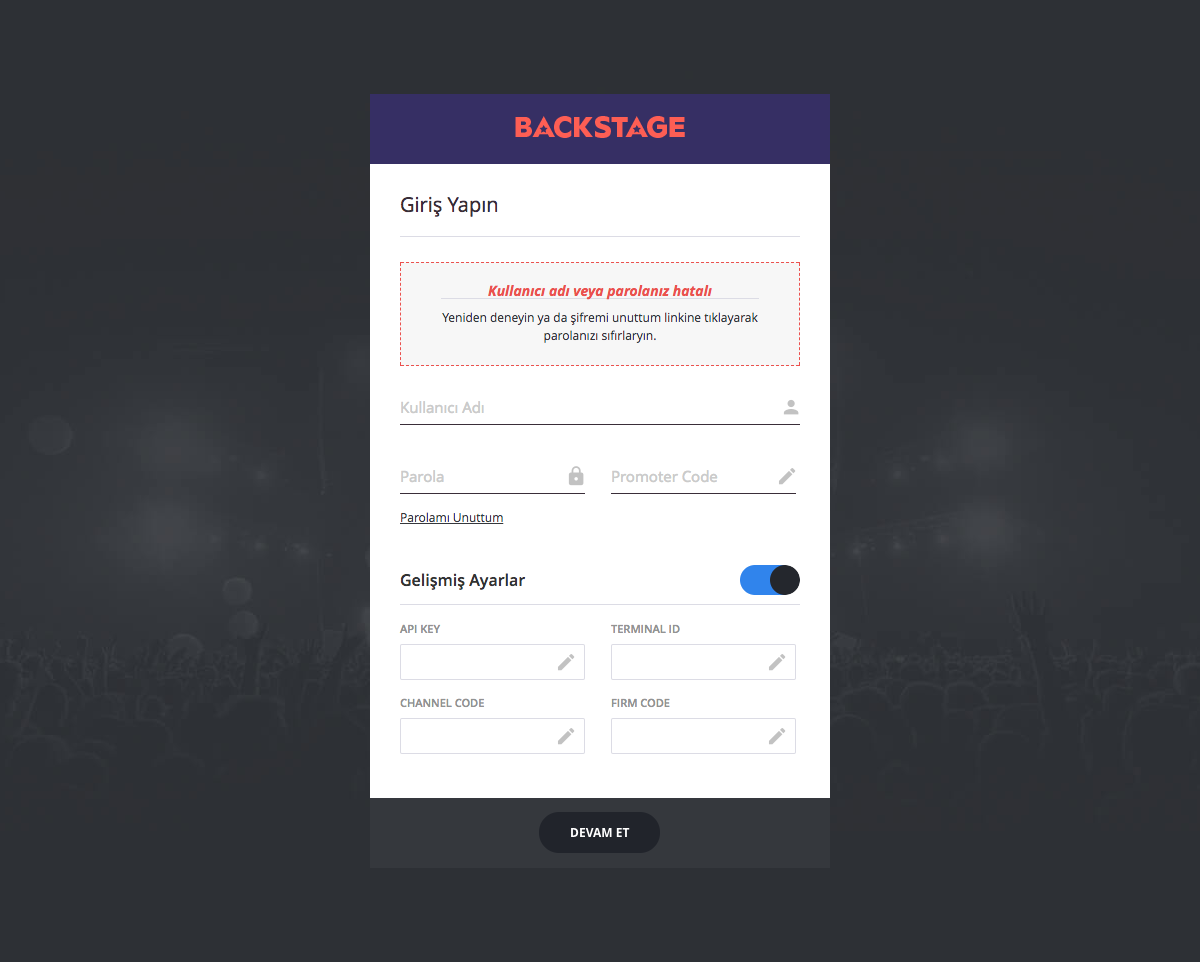 BACKSTAGE
Giriş Yapın
Kullanıcı adı veya parolanız hatalı
Yeniden deneyin ya da şifremi unuttum linkine tıklayarak
parolanızı sıfırlaryın.
Kullanıcı Adı
Parola
Promoter Code
Parolamı Unuttum
Gelişmiş Ayarlar
API KEY
TERMINAL ID
CHANNEL CODE
FIRM CODE
DEVAM ET